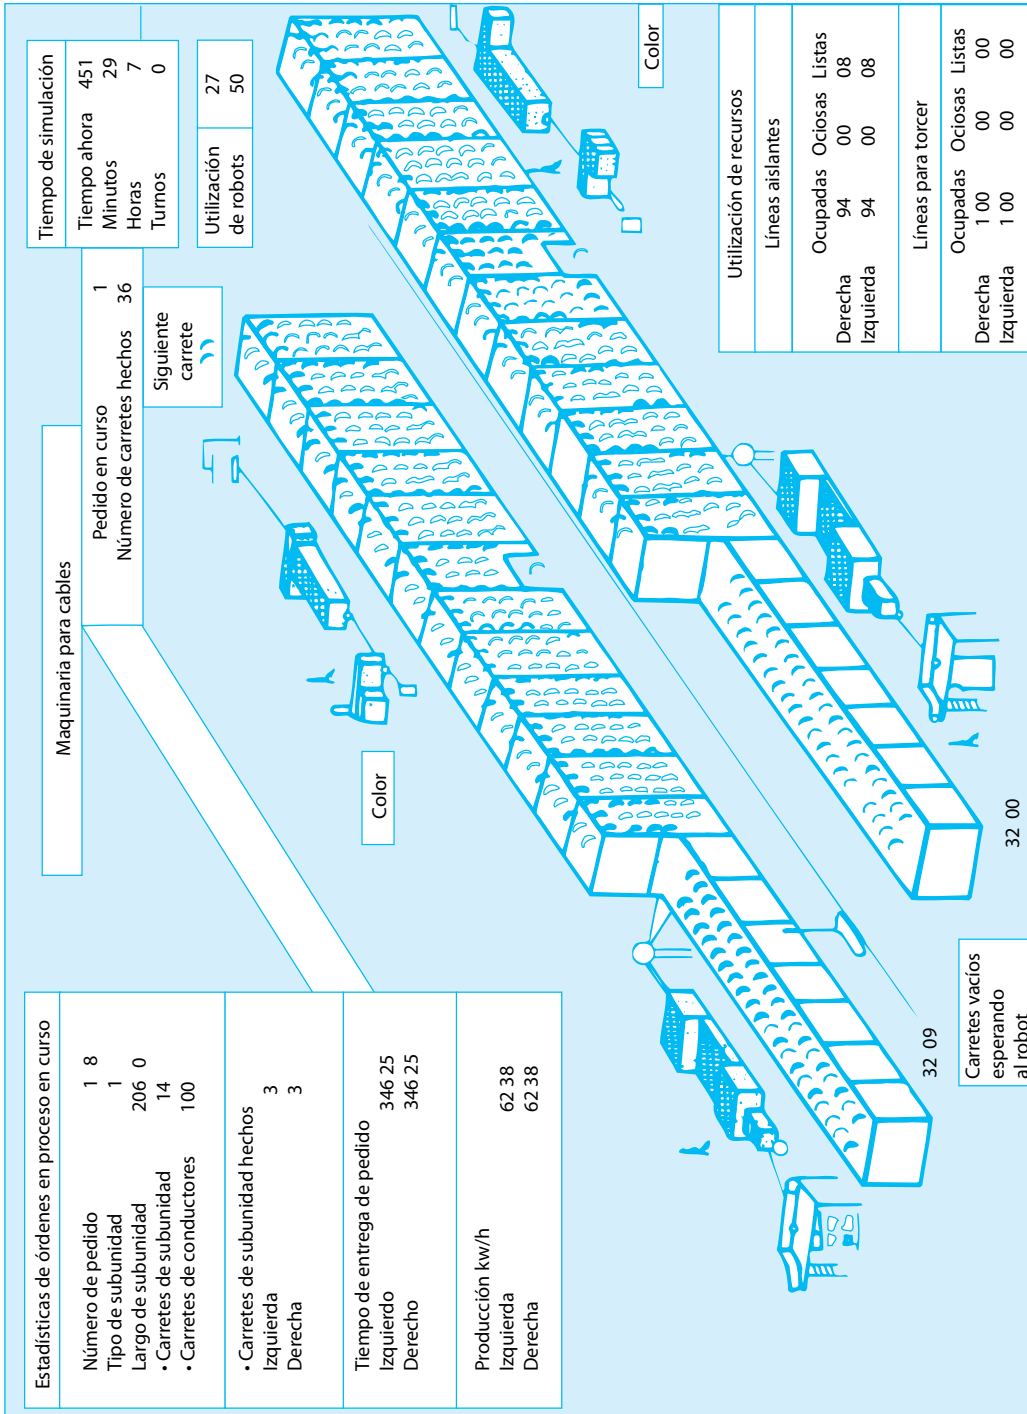 Maquinaria para cables
Estadísticas de órdenes en proceso en curso
Número de pedido 1 8
Tipo de subunidad 1
Largo de subunidad 206 0
• Carretes de subunidad 14
• Carretes de conductores 100
• Carretes de subunidad hechos
Izquierda 3
Derecha 3
Tiempo de entrega de pedido
Izquierdo 346 25
Derecho 346 25
Producción kw/h
Izquierda 62 38
Derecha 62 38
Pedido en curso 1
Número de carretes hechos 36
Siguiente
carrete
Tiempo de simulación
Tiempo ahora 451
Minutos 29
Horas 7
Turnos 0
Utilización 27
de robots 50
Color
Color
32 09
32 00
Carretes vacíos
esperando
al robot
Utilización de recursos
Líneas aislantes
Ocupadas Ociosas Listas
Derecha 94 00 08
Izquierda 94 00 08
Líneas para torcer
Ocupadas Ociosas Listas
Derecha 1 00 00 00
Izquierda 1 00 00 00